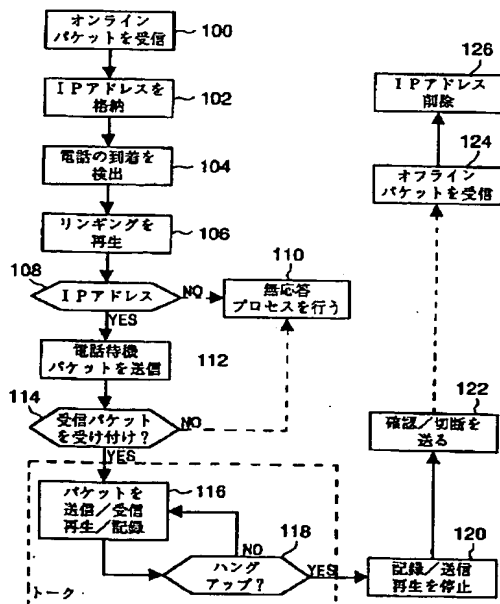 オンライン
パケットを受信
100
IPアドレスを
格納
102
電話の到着を
検出
104
リンギングを
再生
106
108
IPアドレス
NO
YES
110
無応答
プロセスを行う
電話待機
パケットを送信
112
114
受信パケット
を受け付け?
NO
YES
パケットを
送信/受信
再生/記録
116
118
NO
ハング
アップ?
YES
トーク
120
記録/送信
再生を停止
122
確認/切断を
送る
124
オフライン
パケットを受信
126
IPアドレス
削除